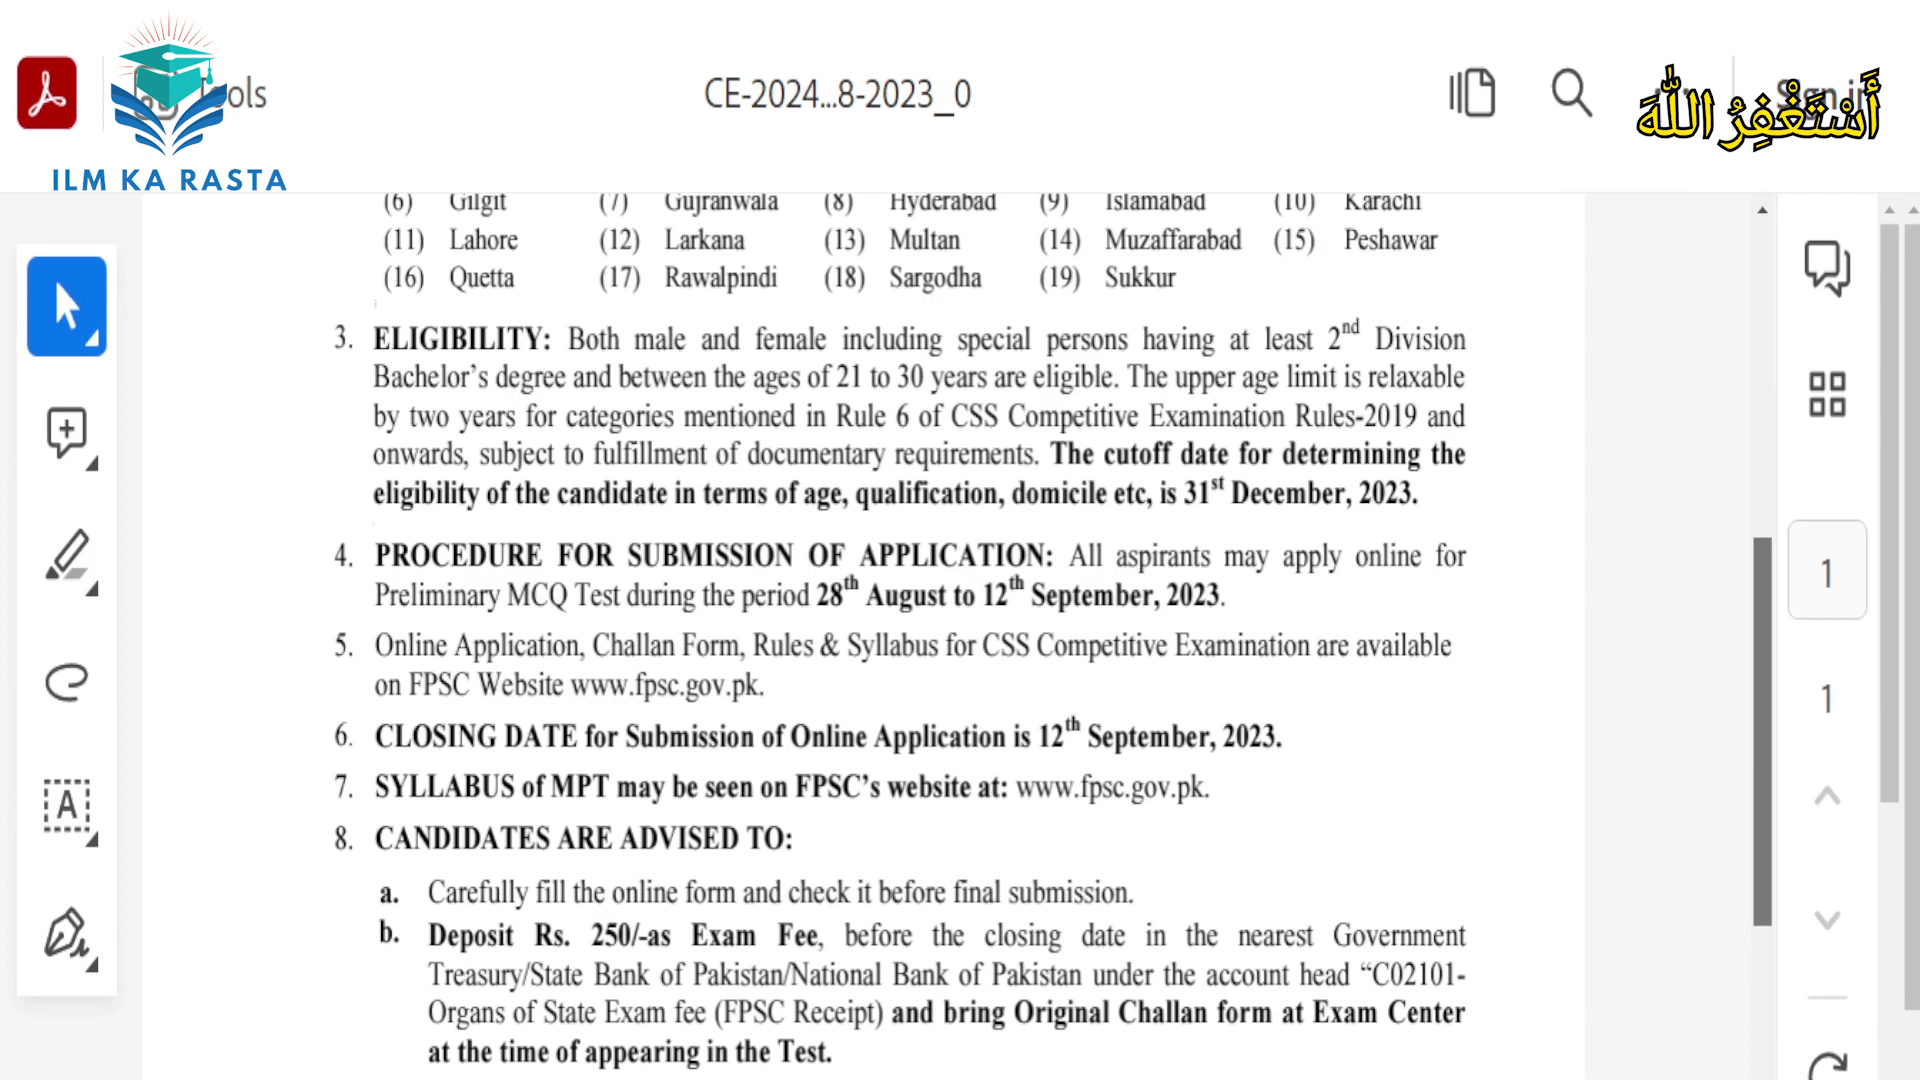 Tools
CE-2024...8-2023_0
Sign in
أَسْتَغْفِرُ اللّٰهَ
ILM KA RASTA
(6) Gilgit (7) Gujranwala (8) Hyderabad (9) Islamabad (10) Karachi
(11) Lahore (12) Larkana (13) Multan (14) Muzaffarabad (15) Peshawar
(16) Quetta (17) Rawalpindi (18) Sargodha (19) Sukkur
3. ELIGIBILITY: Both male and female including special persons having at least 2nd Division
Bachelor's degree and between the ages of 21 to 30 years are eligible. The upper age limit is relaxable
by two years for categories mentioned in Rule 6 of CSS Competitive Examination Rules-2019 and
onwards, subject to fulfillment of documentary requirements. The cutoff date for determining the
eligibility of the candidate in terms of age, qualification, domicile etc, is 31st December, 2023.
4. PROCEDURE FOR SUBMISSION OF APPLICATION: All aspirants may apply online for
Preliminary MCQ Test during the period 28th August to 12th September, 2023.
5. Online Application, Challan Form, Rules & Syllabus for CSS Competitive Examination are available
on FPSC Website www.fpsc.gov.pk.
6. CLOSING DATE for Submission of Online Application is 12th September, 2023.
7. SYLLABUS of MPT may be seen on FPSC's website at: www.fpsc.gov.pk.
8. CANDIDATES ARE ADVISED TO:
a. Carefully fill the online form and check it before final submission.
b. Deposit Rs. 250/-as Exam Fee, before the closing date in the nearest Government
Treasury/State Bank of Pakistan/National Bank of Pakistan under the account head “C02101-
Organs of State Exam fee (FPSC Receipt) and bring Original Challan form at Exam Center
at the time of appearing in the Test.
1
1